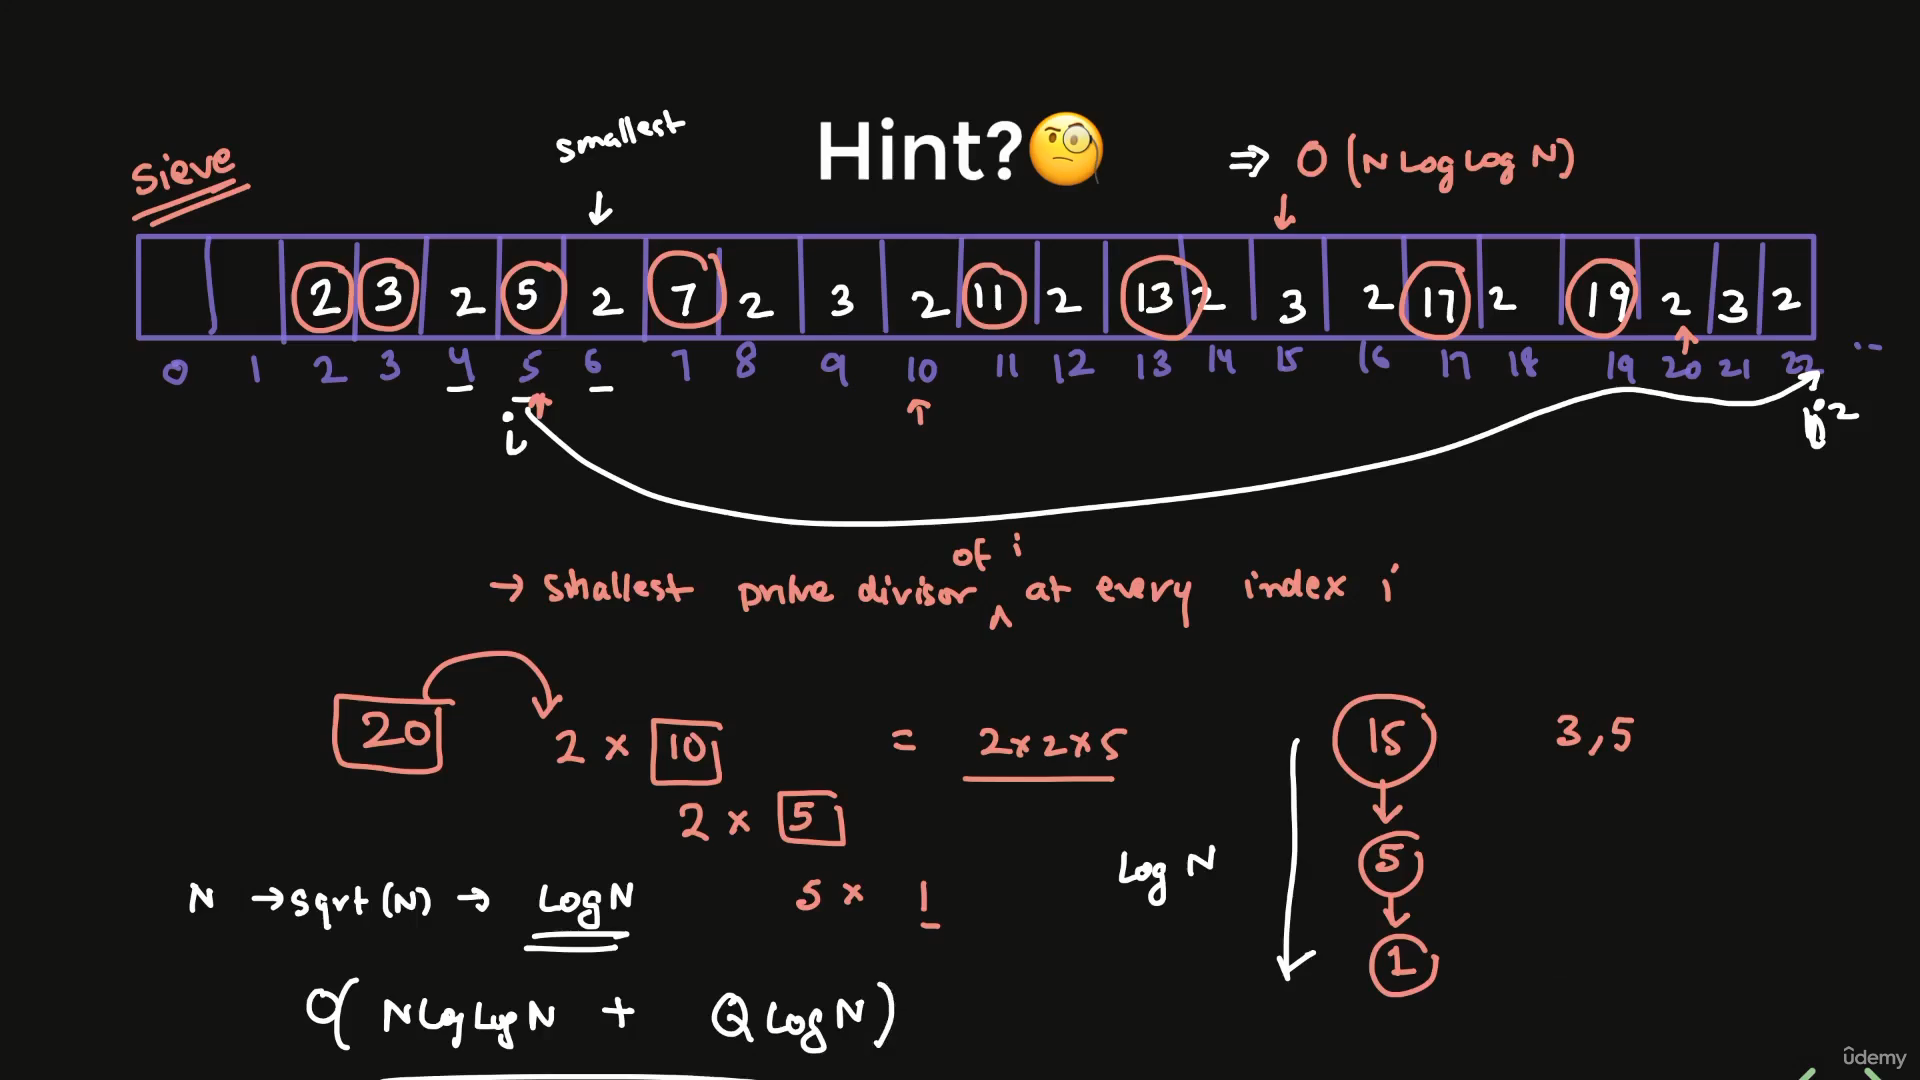 smallest
Hint?🧐
Sieve
⇒ O (N Log Log N)
2 3 2 5 2 7 2 3 2 11 2 13 2 3 2 17 2 19 2 3 2
0 1 2 3 4 5 6 7 8 9 10 11 12 13 14 15 16 17 18 19 20 21 22 ..
i
i²
of i
→ smallest prime divisor ^ at every index i
20 2 × 10 = 2×2×5
2 × 5
5 × 1
15 3,5
5
1
Log N
N → sqrt (N) → Log N
O( N Log Log N + Q Log N )
ûdemy